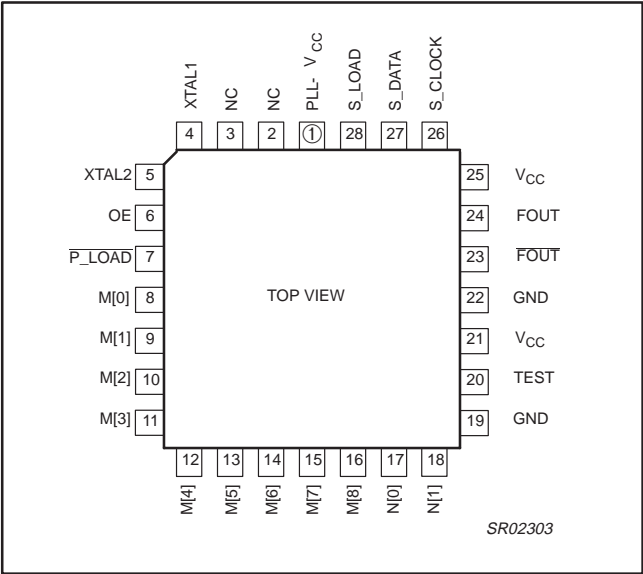 XTAL1 NC NC PLL- VCC S_LOAD S_DATA S_CLOCK
4 3 2 ① 28 27 26
XTAL2 5 25 VCC
OE 6 24 FOUT
P_LOAD 7 23 FOUT
M[0] 8 TOP VIEW 22 GND
M[1] 9 21 VCC
M[2] 10 20 TEST
M[3] 11 19 GND
12 13 14 15 16 17 18
M[4] M[5] M[6] M[7] M[8] N[0] N[1]
SR02303